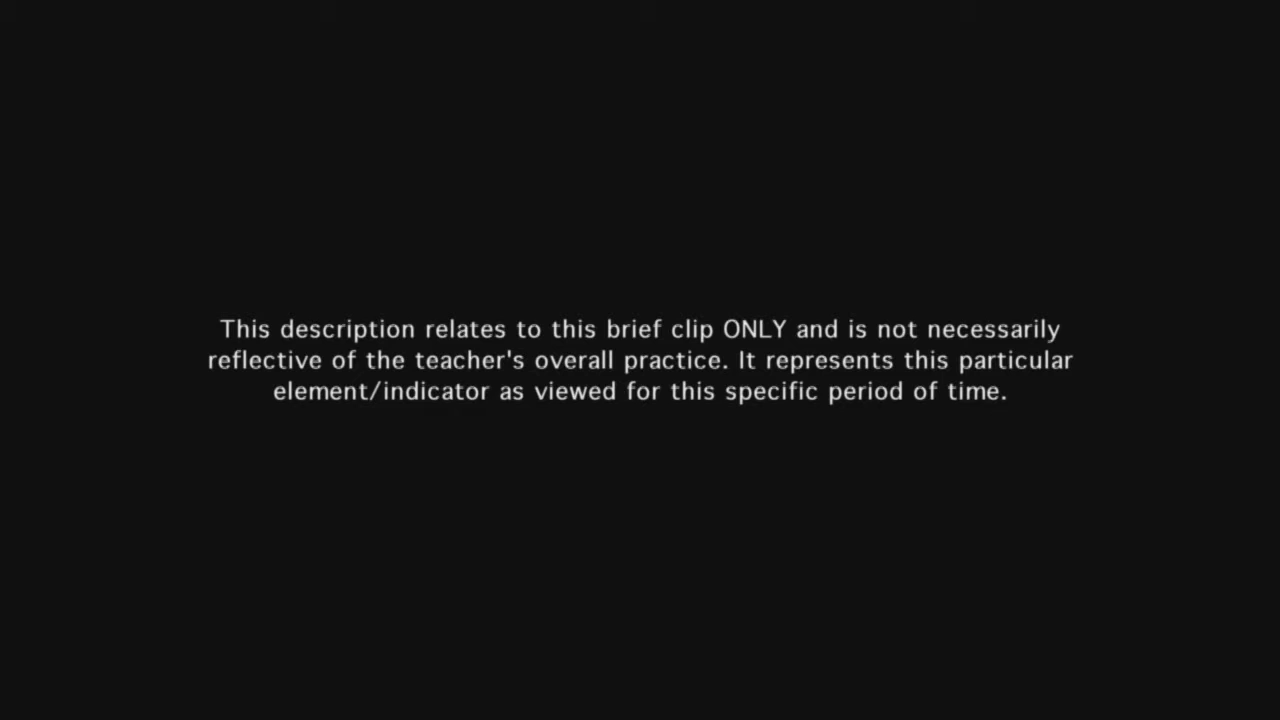 This description relates to this brief clip ONLY and is not necessarily
reflective of the teacher's overall practice. It represents this particular
element/indicator as viewed for this specific period of time.